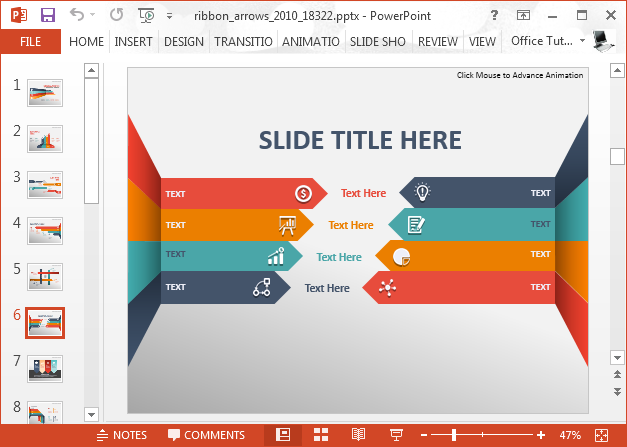 ribbon_arrows_2010_18322.pptx - PowerPoint
FILE HOME INSERT DESIGN TRANSITIO ANIMATIO SLIDE SHO REVIEW VIEW Office Tut...
1
2
3
4
5
6
7
8
Click Mouse to Advance Animation
SLIDE TITLE HERE
TEXT Text Here TEXT
TEXT Text Here TEXT
TEXT Text Here TEXT
TEXT Text Here TEXT
NOTES COMMENTS 47%